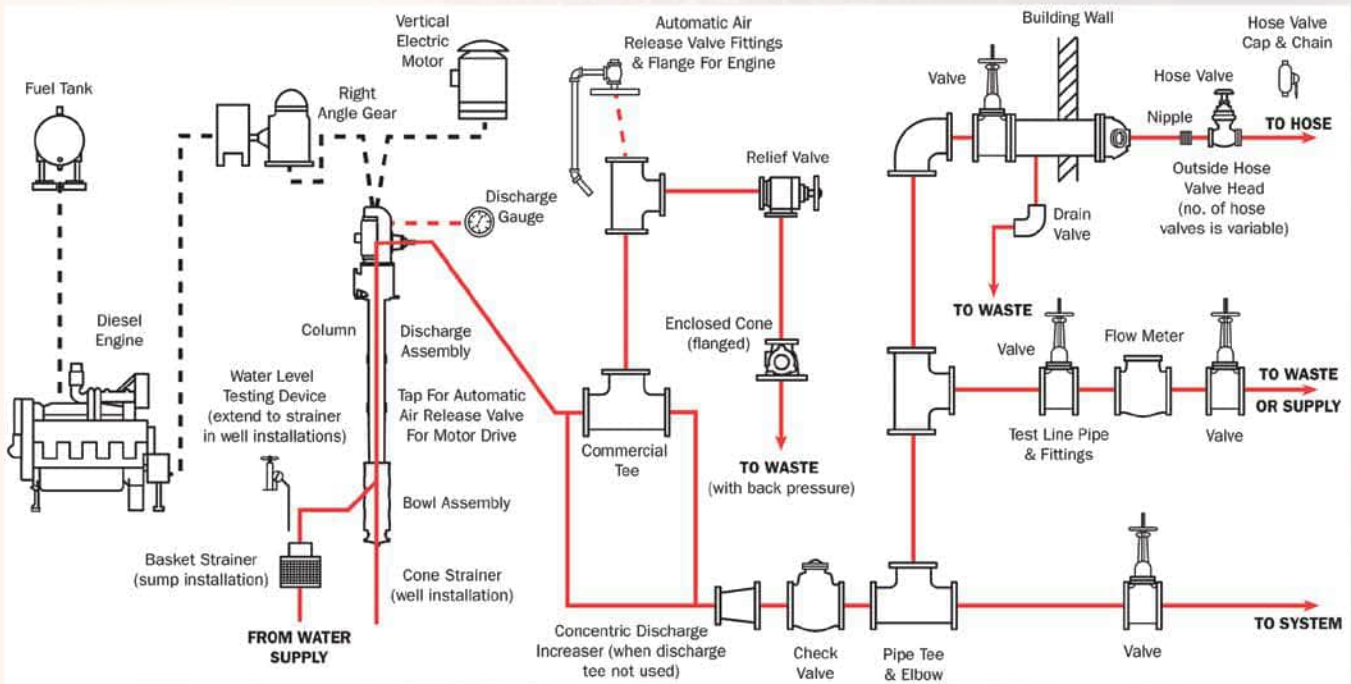 Fuel Tank
Diesel
Engine
Right
Angle Gear
Vertical
Electric
Motor
Discharge
Gauge
Column
Discharge
Assembly
Water Level
Testing Device
(extend to strainer
in well installations)
Tap For Automatic
Air Release Valve
For Motor Drive
Bowl Assembly
Basket Strainer
(sump installation)
Cone Strainer
(well installation)
FROM WATER
SUPPLY
Automatic Air
Release Valve Fittings
& Flange For Engine
Relief Valve
Enclosed Cone
(flanged)
Commercial
Tee
TO WASTE
(with back pressure)
Concentric Discharge
Increaser (when discharge
tee not used)
Check
Valve
Pipe Tee
& Elbow
Valve
TO SYSTEM
Building Wall
Valve
Hose Valve
Cap & Chain
Hose Valve
Nipple
TO HOSE
Outside Hose
Valve Head
(no. of hose
valves is variable)
Drain
Valve
TO WASTE
Valve
Flow Meter
TO WASTE
OR SUPPLY
Test Line Pipe
& Fittings
Valve